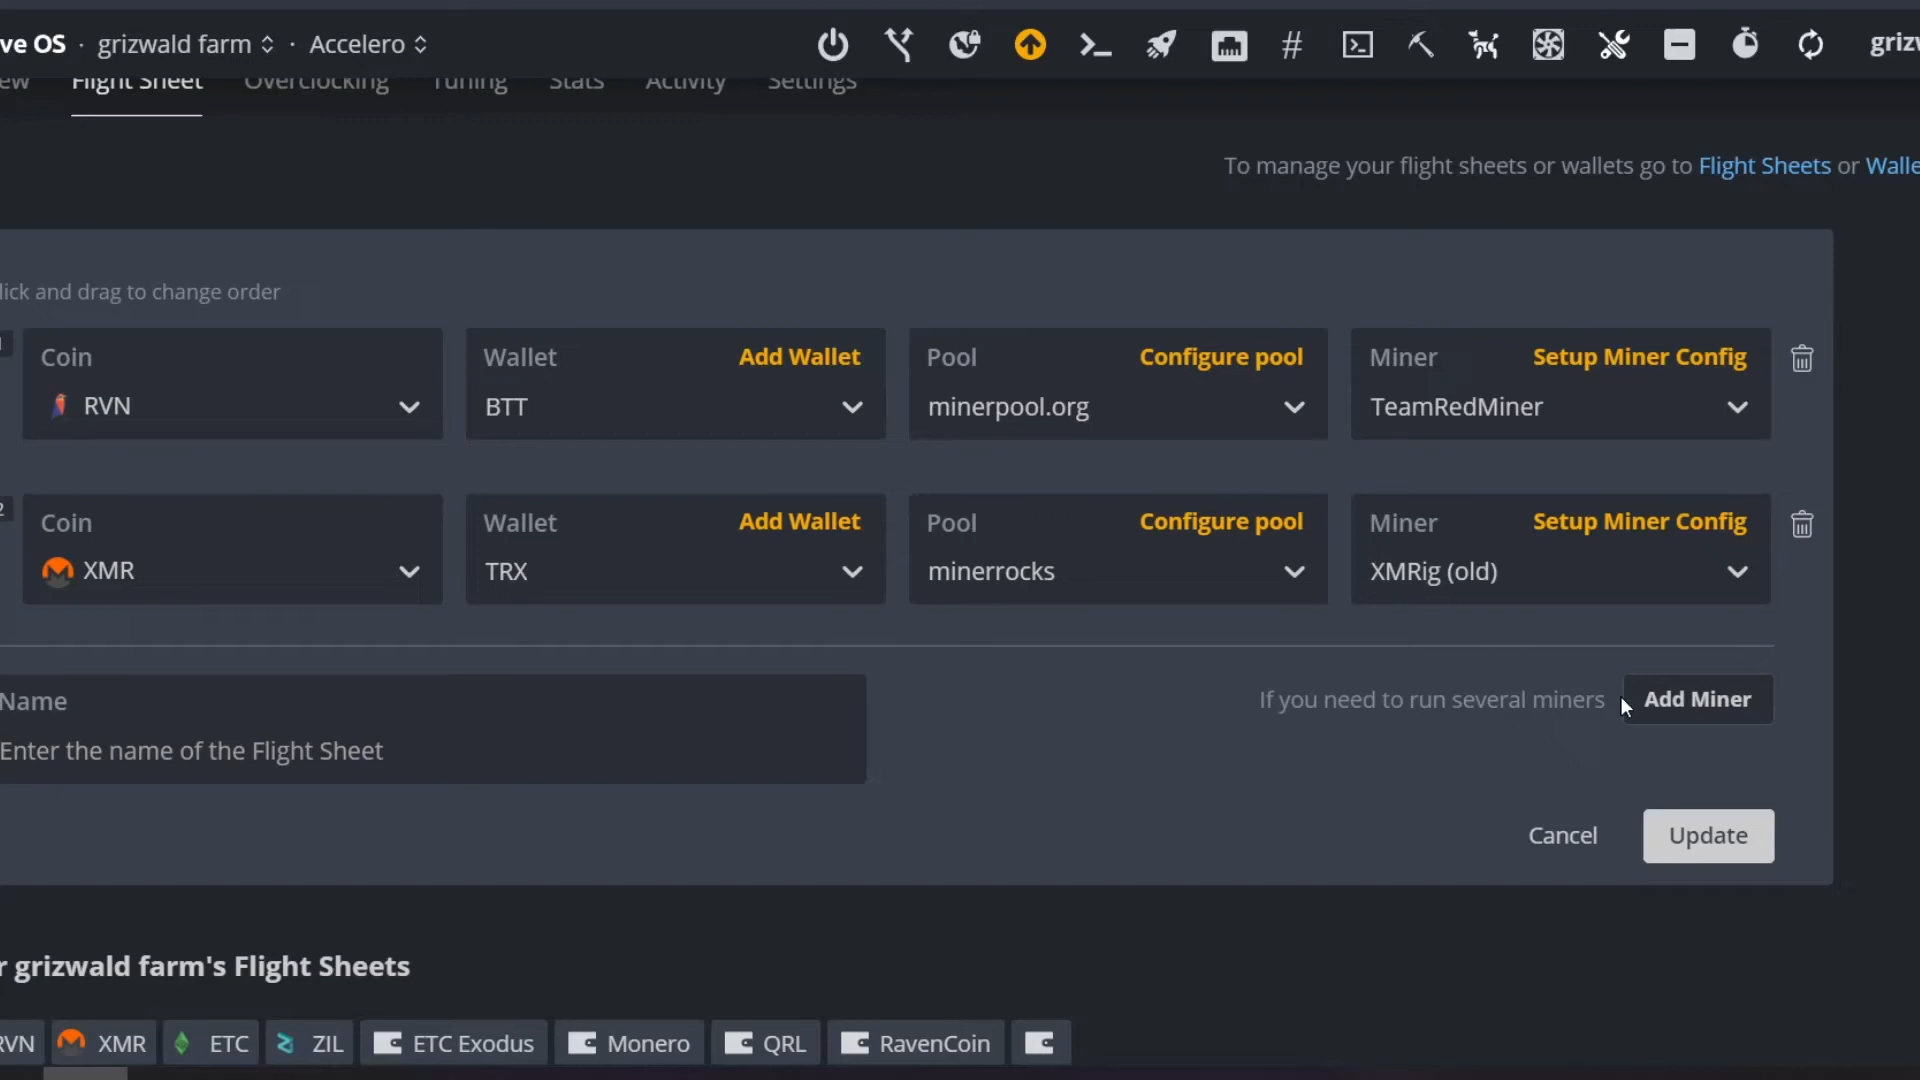 ve OS · grizwald farm · Accelero
griz
ew Flight Sheet Overclocking Tuning Stats Activity Settings
To manage your flight sheets or wallets go to Flight Sheets or Walle
lick and drag to change order
Coin Wallet Add Wallet Pool Configure pool Miner Setup Miner Config
RVN BTT minerpool.org TeamRedMiner
2
Coin Wallet Add Wallet Pool Configure pool Miner Setup Miner Config
XMR TRX minerrocks XMRig (old)
Name
Enter the name of the Flight Sheet
If you need to run several miners Add Miner
Cancel Update
r grizwald farm's Flight Sheets
RVN XMR ETC ZIL ETC Exodus Monero QRL RavenCoin